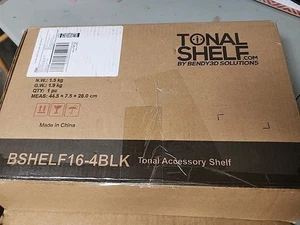 TONAL
SHELF.COM
BY BENDY3D SOLUTIONS
N.W.: 1.5 kg
G.W.: 1.9 kg
QTY: 1 pc
MEAS: 44.5 × 7.5 × 28.0 cm
Made in China
BSHELF16-4BLK Tonal Accessory Shelf